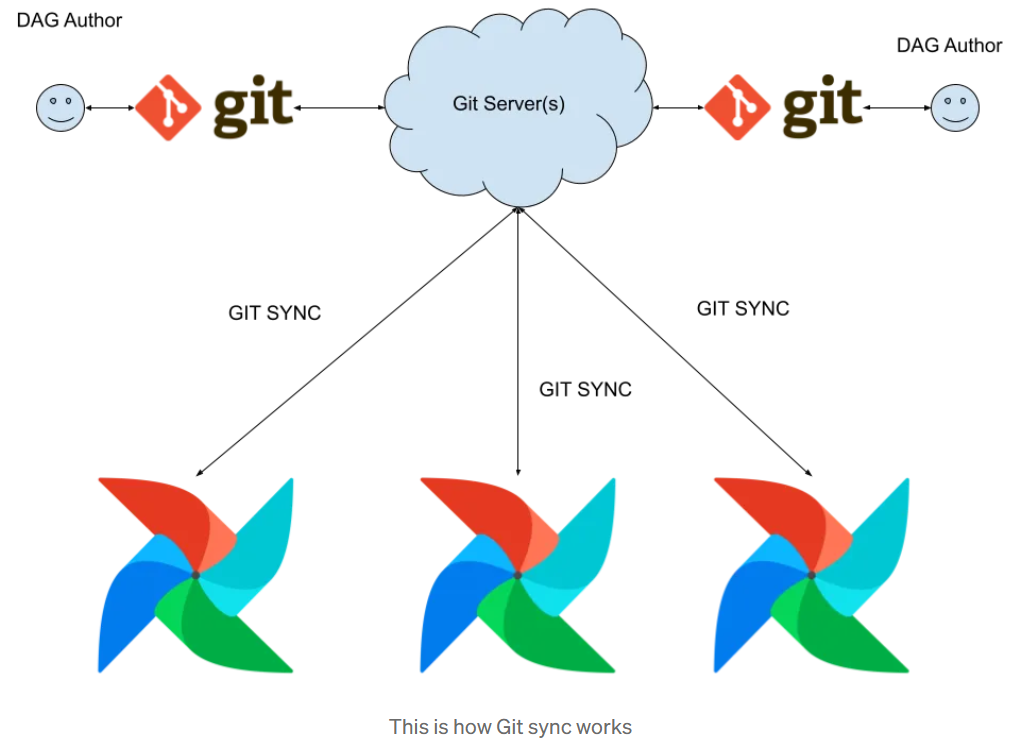 DAG Author
DAG Author
git
Git Server(s)
git
GIT SYNC
GIT SYNC
GIT SYNC
This is how Git sync works